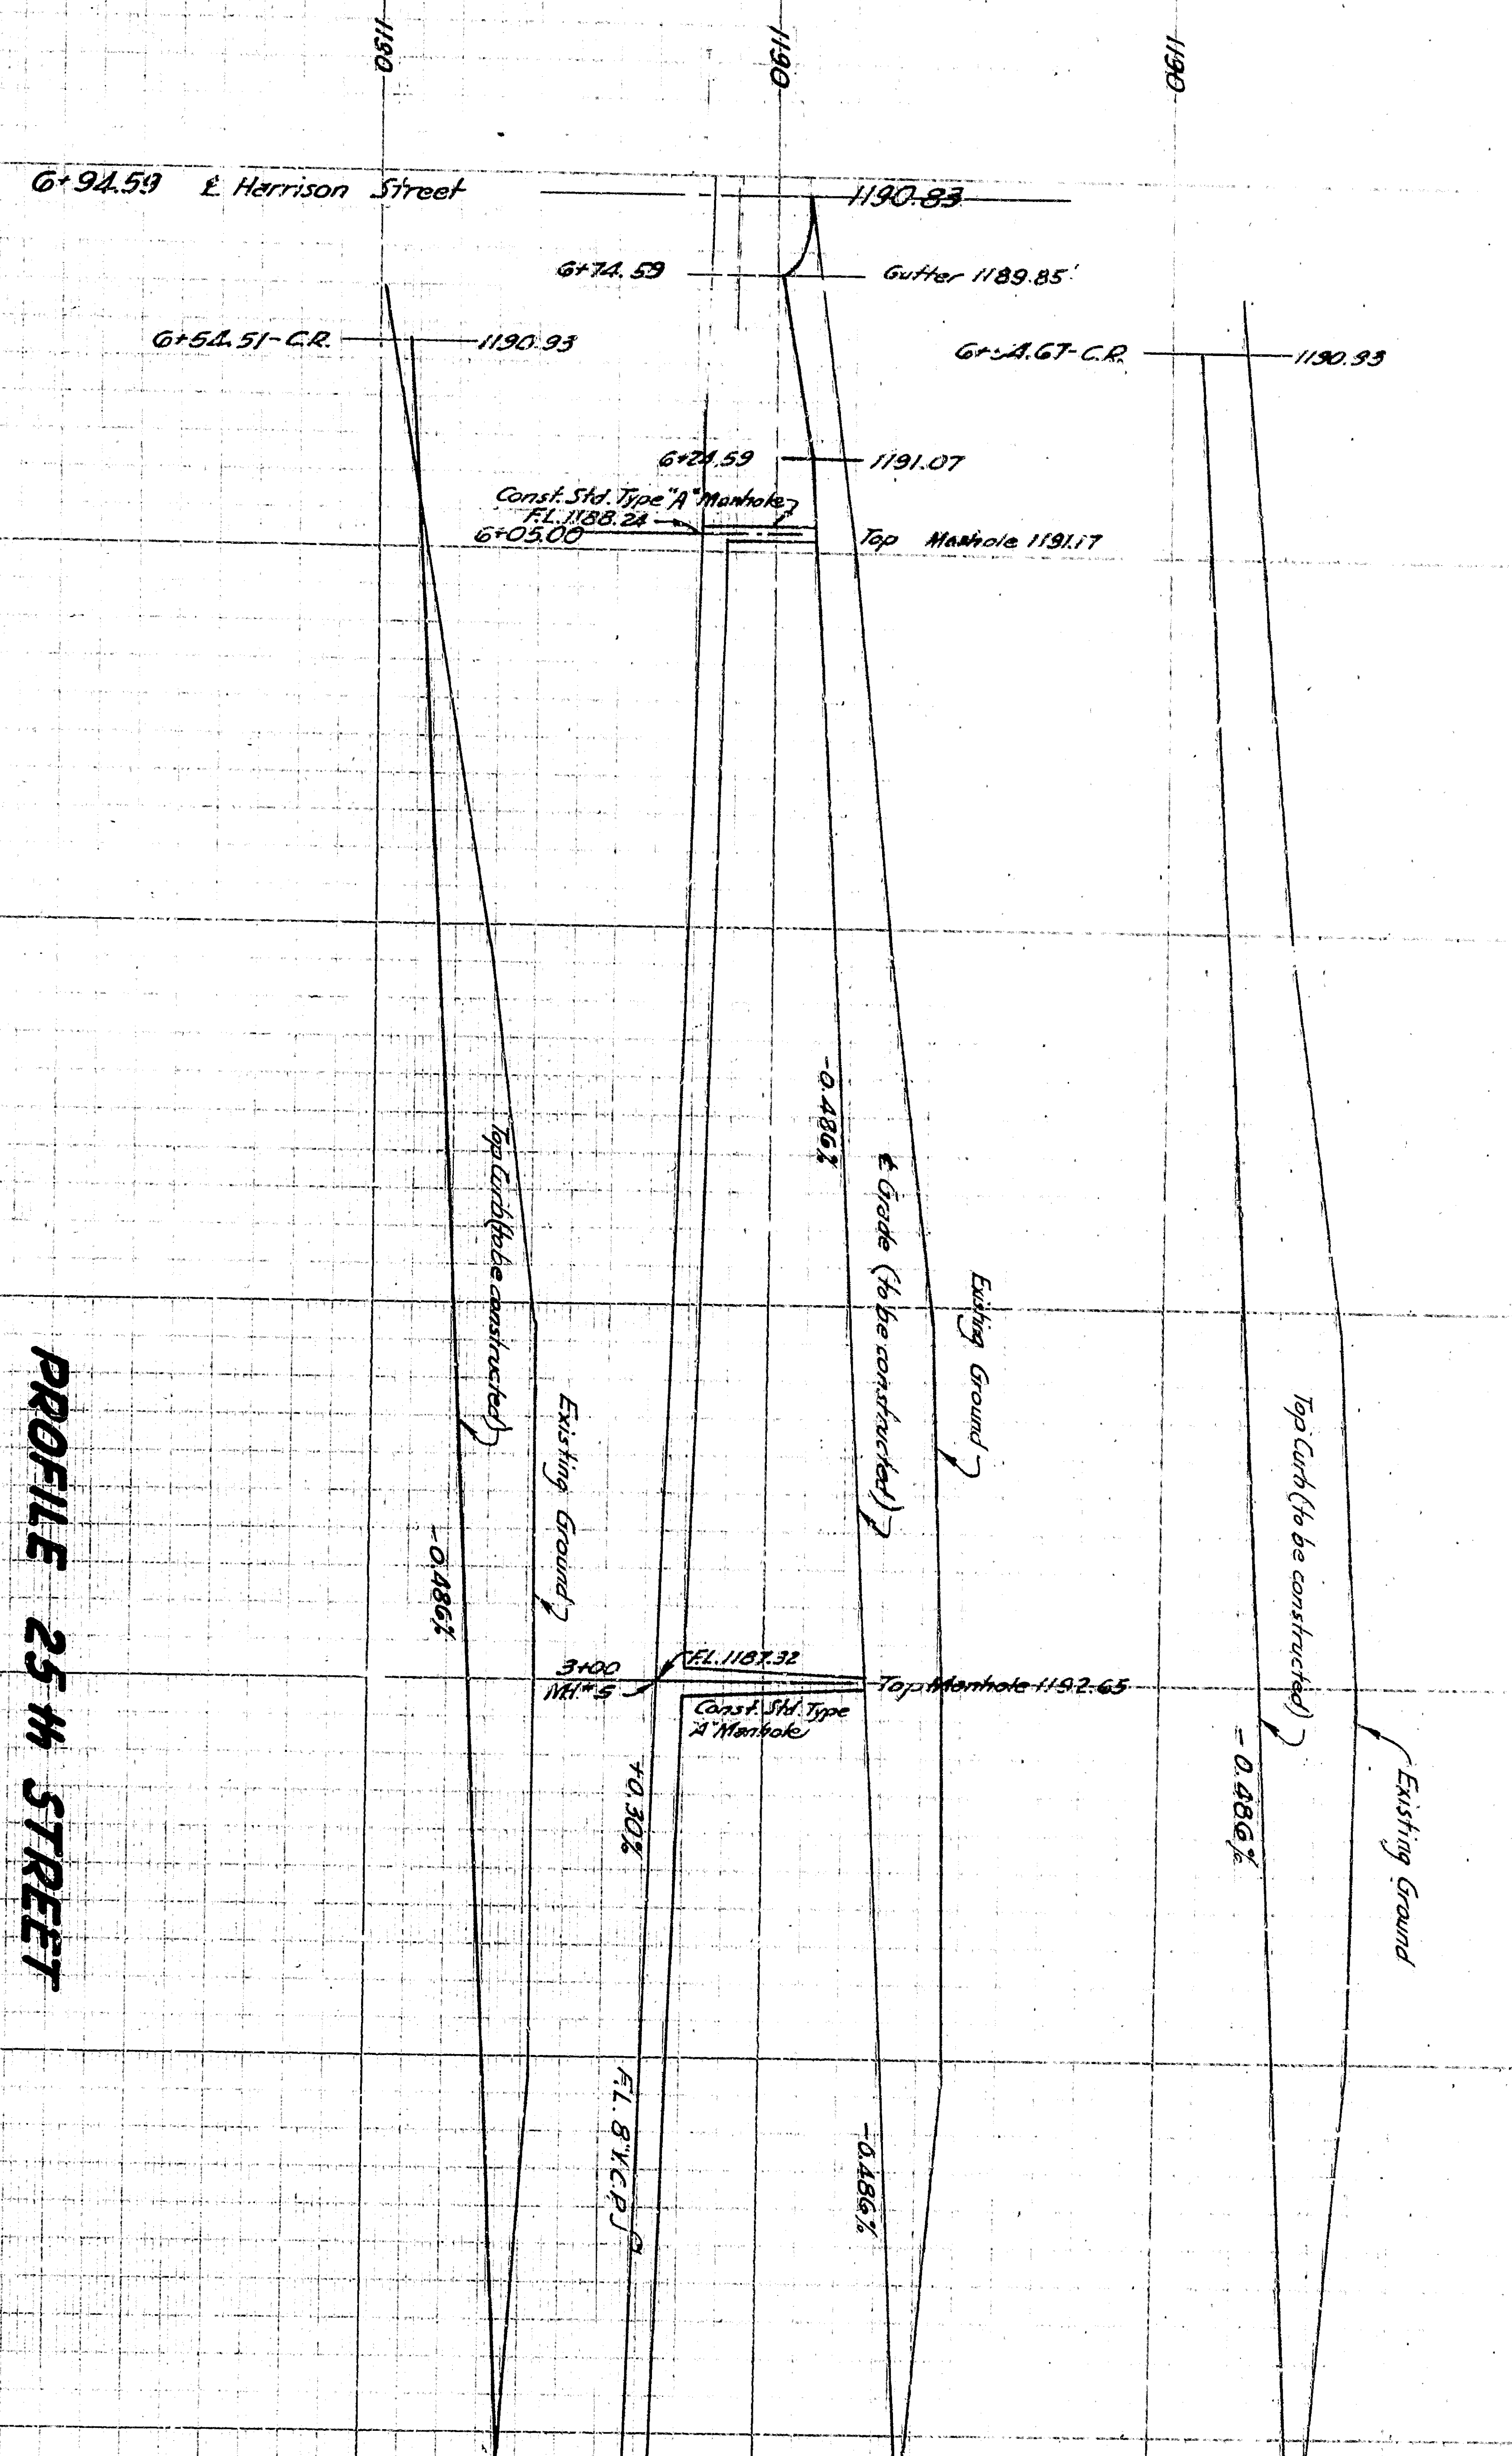 1190
1190
1190
6+94.59 ℄ Harrison Street
1190.83
6+74.59
Gutter 1189.85'
6+54.51-C.R.
1190.93
C.R.
1190.93
6+24.59
1191.07
Const. Std. Type "A" Manhole
F.L. 1188.24
6+05.00
Top Manhole 1191.17
-0.486%
℄ Grade (to be constructed)
Existing Ground
Top Curb (to be constructed)
Existing Ground
-0.486%
Top Curb (to be constructed)
Existing Ground
-0.486%
3+00
M.H.#5
F.L. 1187.32
Top Manhole 1192.65
Const. Std. Type
"A" Manhole
+0.30%
F.L. 8" V.C.P.
-0.486%
PROFILE 25th STREET